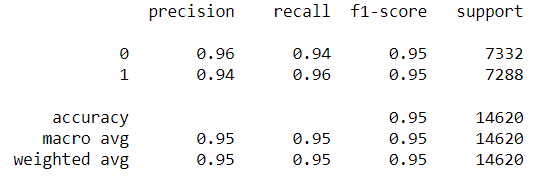 precision recall f1-score support
0 0.96 0.94 0.95 7332
1 0.94 0.96 0.95 7288
accuracy 0.95 14620
macro avg 0.95 0.95 0.95 14620
weighted avg 0.95 0.95 0.95 14620